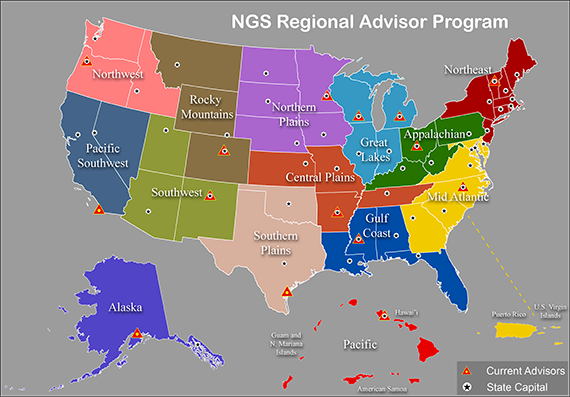 NGS Regional Advisor Program
Northwest
Northeast
Rocky
Mountains
Northern
Plains
Great
Lakes
Appalachian
Pacific
Southwest
Central Plains
Southwest
Mid Atlantic
Gulf
Coast
Southern
Plains
Alaska
Hawai'i
U.S. Virgin
Islands
Puerto Rico
Guam and
N. Mariana
Islands
Pacific
American Samoa
Current Advisors
State Capital